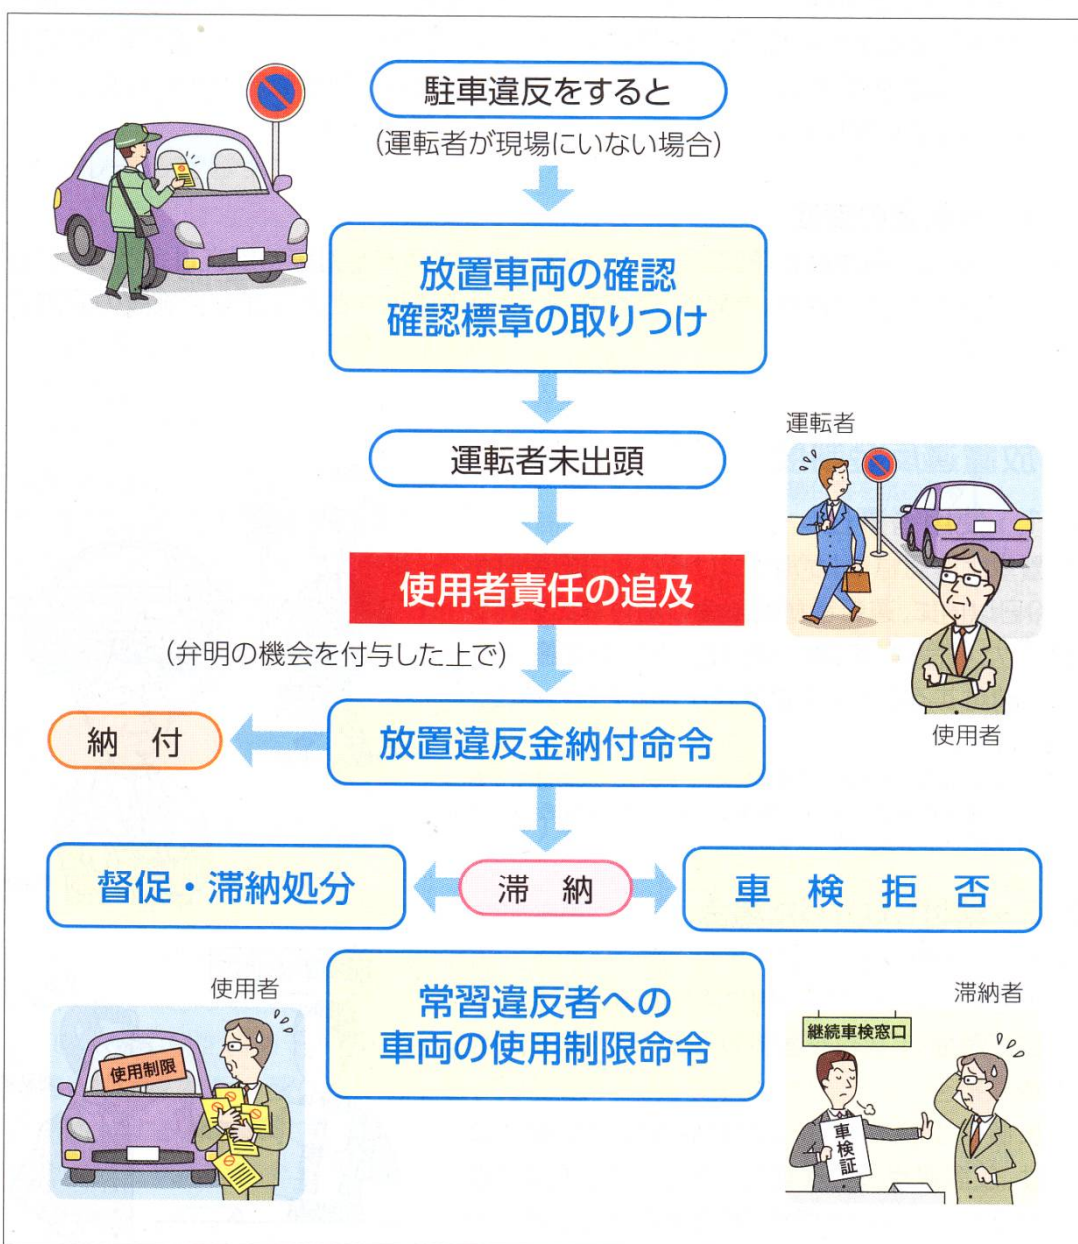 駐車違反をすると
(運転者が現場にいない場合)
放置車両の確認
確認標章の取りつけ
運転者未出頭
運転者
使用者責任の追及
(弁明の機会を付与した上で)
使用者
納 付
放置違反金納付命令
督促・滞納処分
滞 納
車 検 拒 否
常習違反者への
車両の使用制限命令
使用者
使用制限
滞納者
継続車検窓口
車検証